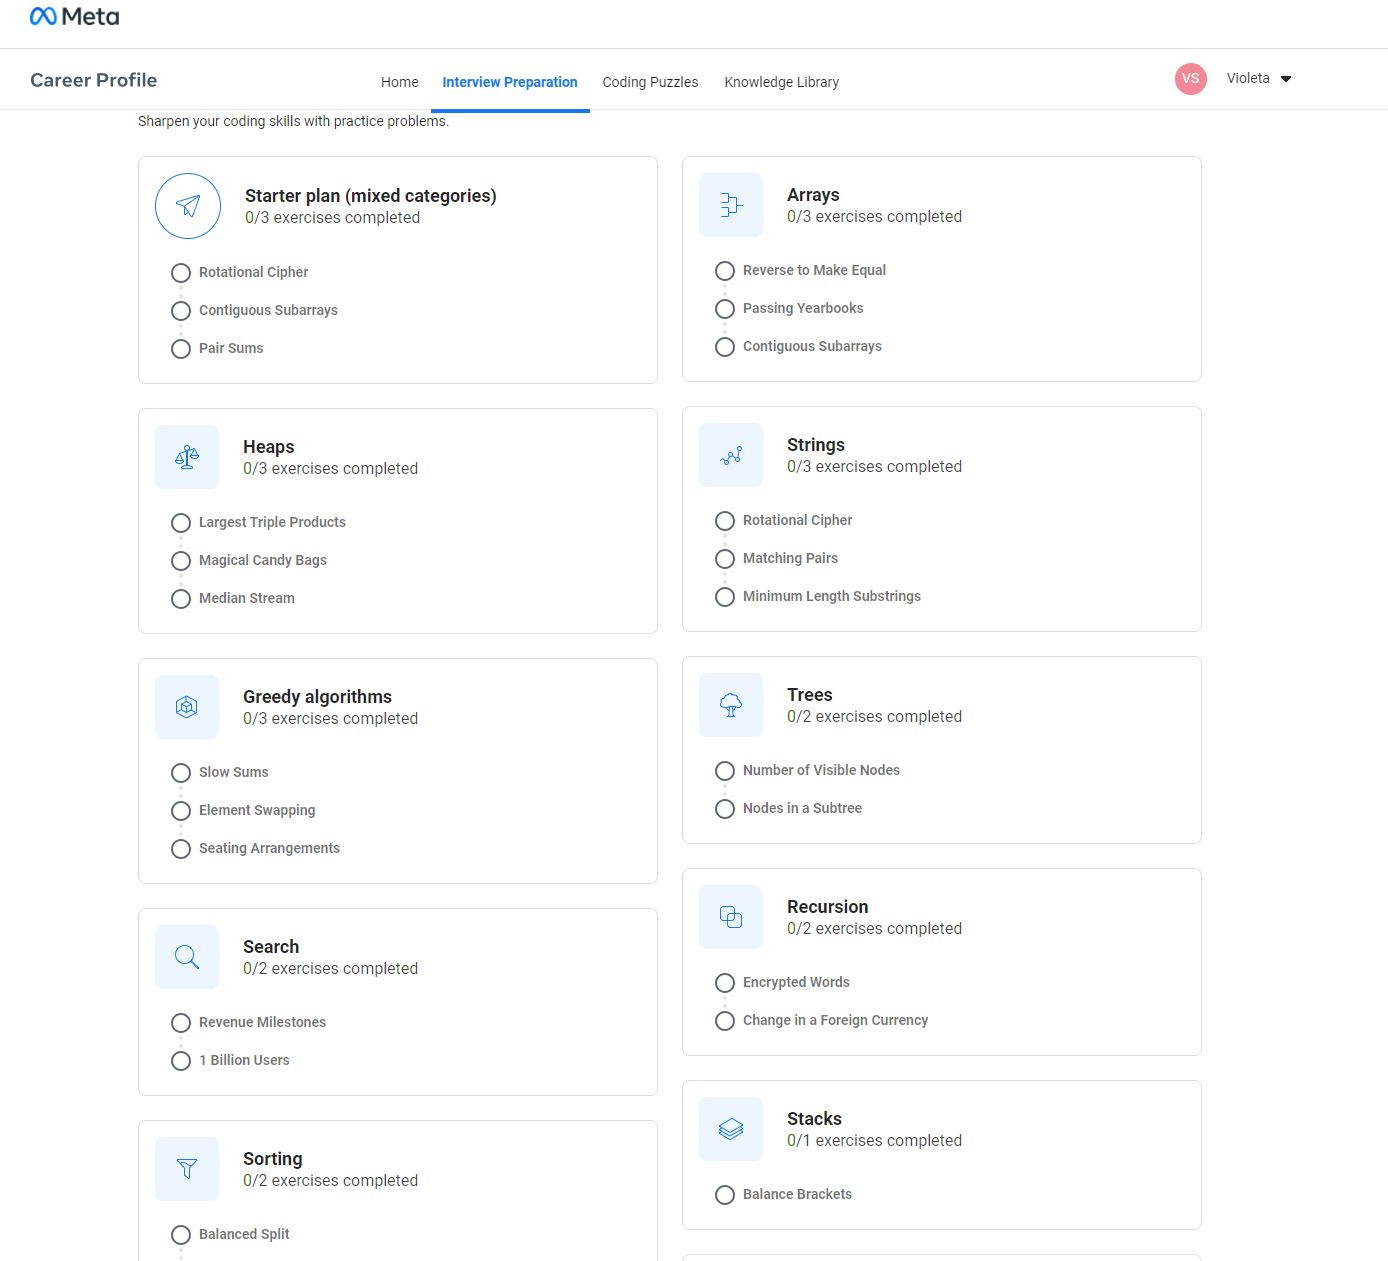 Meta
Career Profile
Home
Interview Preparation
Coding Puzzles
Knowledge Library
VS
Violeta
Sharpen your coding skills with practice problems.
Starter plan (mixed categories)
0/3 exercises completed
Rotational Cipher
Contiguous Subarrays
Pair Sums
Arrays
0/3 exercises completed
Reverse to Make Equal
Passing Yearbooks
Contiguous Subarrays
Heaps
0/3 exercises completed
Largest Triple Products
Magical Candy Bags
Median Stream
Strings
0/3 exercises completed
Rotational Cipher
Matching Pairs
Minimum Length Substrings
Greedy algorithms
0/3 exercises completed
Slow Sums
Element Swapping
Seating Arrangements
Trees
0/2 exercises completed
Number of Visible Nodes
Nodes in a Subtree
Search
0/2 exercises completed
Revenue Milestones
1 Billion Users
Recursion
0/2 exercises completed
Encrypted Words
Change in a Foreign Currency
Sorting
0/2 exercises completed
Balanced Split
Stacks
0/1 exercises completed
Balance Brackets